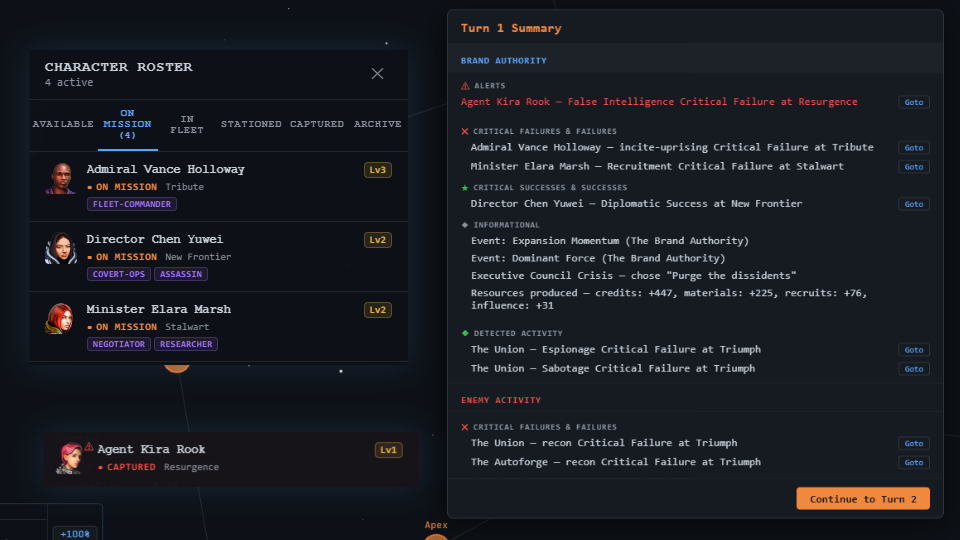 CHARACTER ROSTER
4 active
AVAILABLE
ON
MISSION
(4)
IN
FLEET
STATIONED
CAPTURED
ARCHIVE
Admiral Vance Holloway
Lv3
ON MISSION Tribute
FLEET-COMMANDER
Director Chen Yuwei
Lv2
ON MISSION New Frontier
COVERT-OPS ASSASSIN
Minister Elara Marsh
Lv2
ON MISSION Stalwart
NEGOTIATOR RESEARCHER
Agent Kira Rook
Lv1
CAPTURED Resurgence
+100%
Apex
Turn 1 Summary
BRAND AUTHORITY
ALERTS
Agent Kira Rook — False Intelligence Critical Failure at Resurgence Goto
CRITICAL FAILURES & FAILURES
Admiral Vance Holloway — incite-uprising Critical Failure at Tribute Goto
Minister Elara Marsh — Recruitment Critical Failure at Stalwart Goto
CRITICAL SUCCESSES & SUCCESSES
Director Chen Yuwei — Diplomatic Success at New Frontier Goto
INFORMATIONAL
Event: Expansion Momentum (The Brand Authority)
Event: Dominant Force (The Brand Authority)
Executive Council Crisis — chose "Purge the dissidents"
Resources produced — credits: +447, materials: +225, recruits: +76,
influence: +31
DETECTED ACTIVITY
The Union — Espionage Critical Failure at Triumph Goto
The Union — Sabotage Critical Failure at Triumph Goto
ENEMY ACTIVITY
CRITICAL FAILURES & FAILURES
The Union — recon Critical Failure at Triumph Goto
The Autoforge — recon Critical Failure at Triumph Goto
Continue to Turn 2